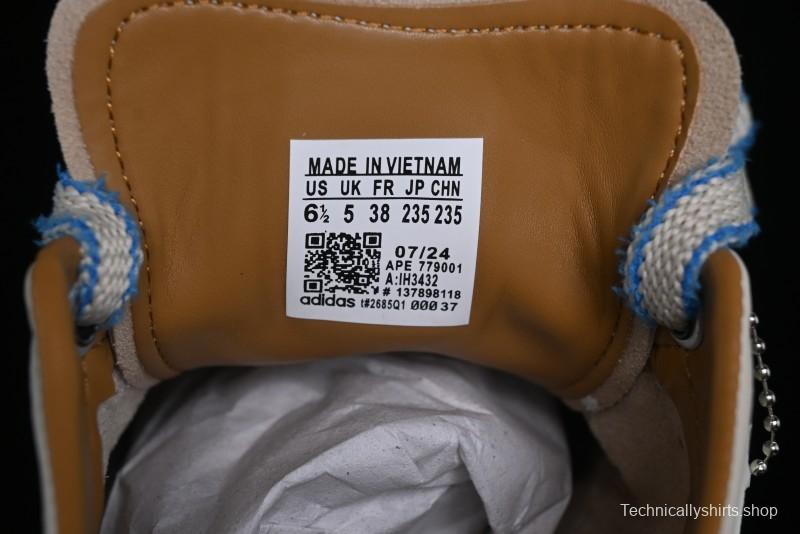 MADE IN VIETNAM
US UK FR JP CHN
6½ 5 38 235 235
07/24
APE 779001
A:IH3432
# 137898118
adidas t#2685Q1 000 37
Technicallyshirts.shop